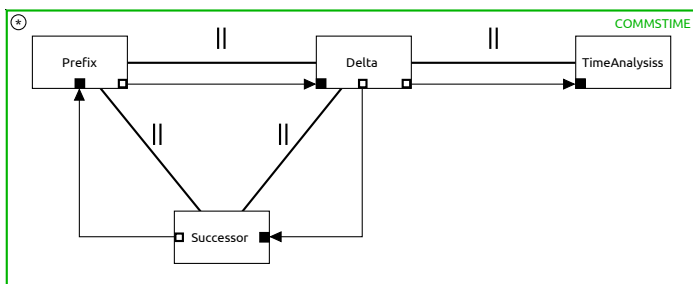 *
COMMSTIME
||
||
Prefix
Delta
TimeAnalysiss
||
||
Successor